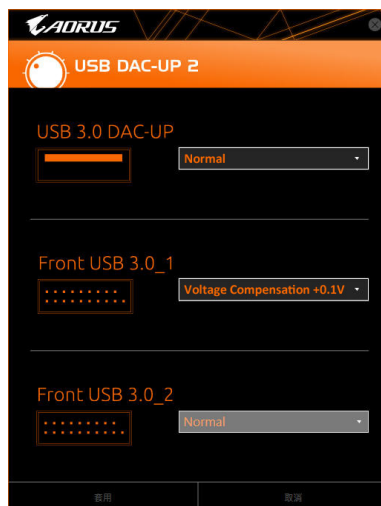 AORUS
USB DAC-UP 2
USB 3.0 DAC-UP
Normal
Front USB 3.0_1
Voltage Compensation +0.1V
Front USB 3.0_2
Normal
套用 取消